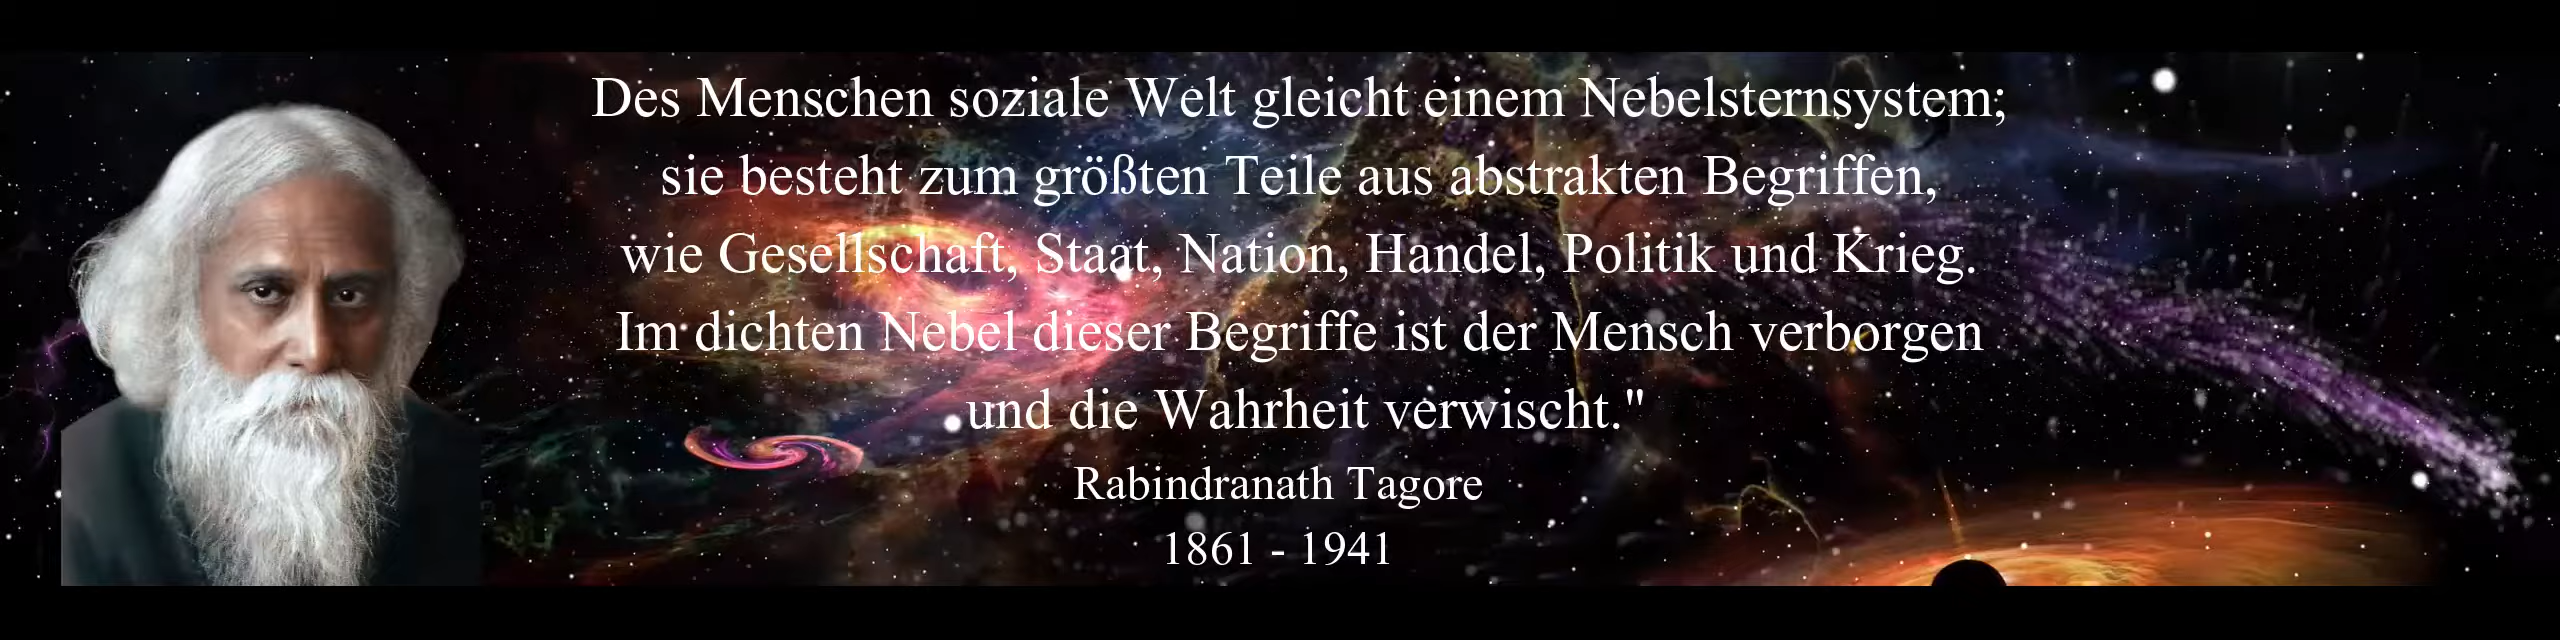 Des Menschen soziale Welt gleicht einem Nebelsternsystem;
sie besteht zum größten Teile aus abstrakten Begriffen,
wie Gesellschaft, Staat, Nation, Handel, Politik und Krieg.
Im dichten Nebel dieser Begriffe ist der Mensch verborgen
und die Wahrheit verwischt."
Rabindranath Tagore
1861 - 1941